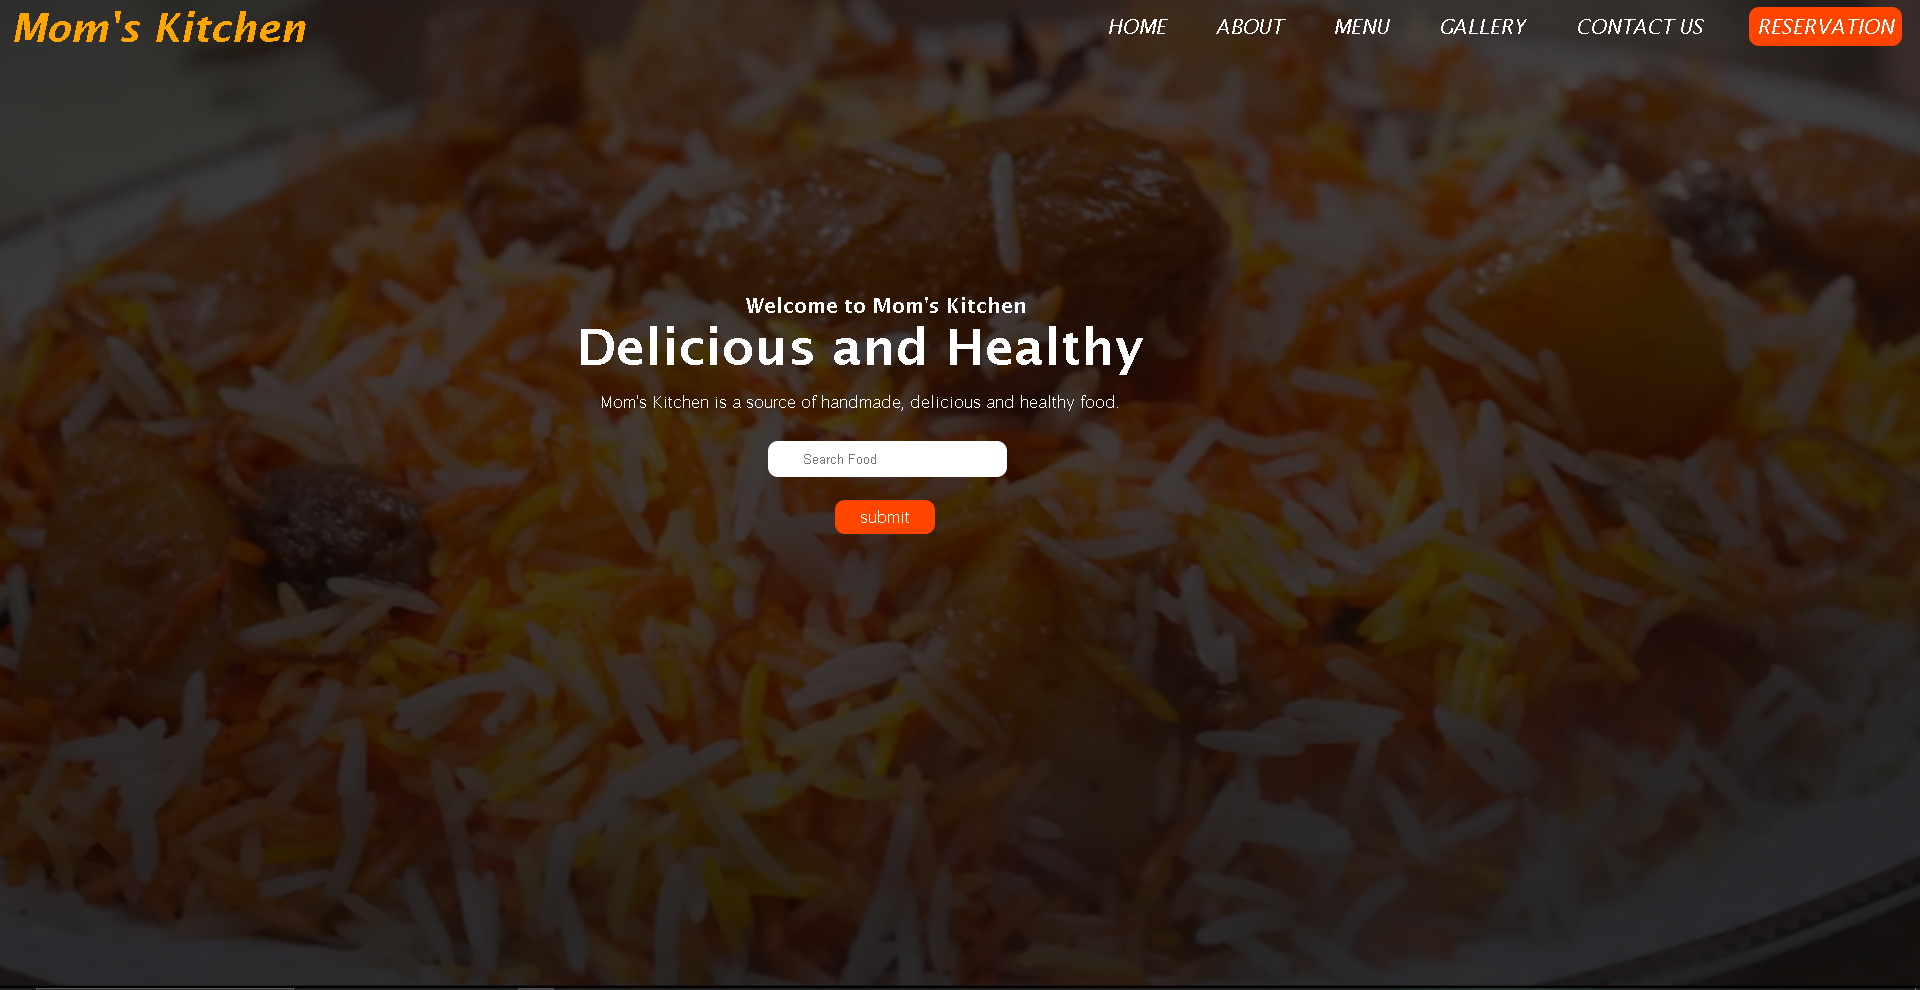 Mom's Kitchen
HOME ABOUT MENU GALLERY CONTACT US RESERVATION
Welcome to Mom's Kitchen
Delicious and Healthy
Mom's Kitchen is a source of handmade, delicious and healthy food.
Search Food
submit